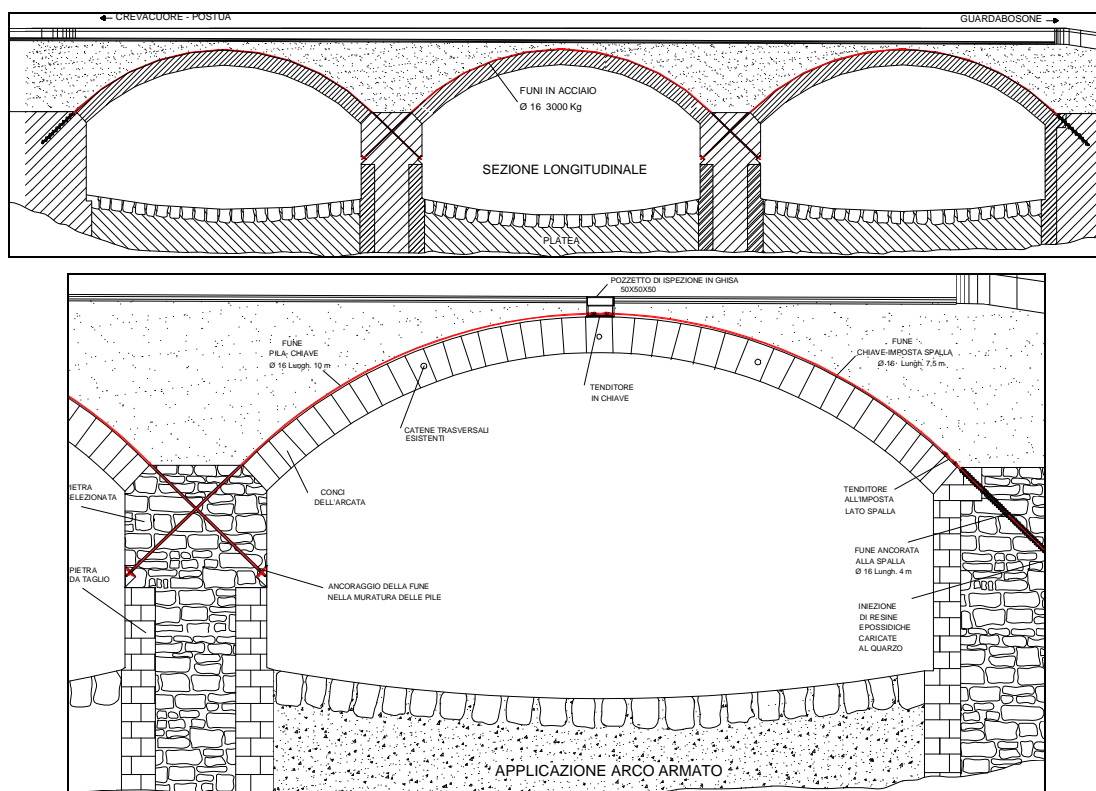 CREVACUORE - POSTUA
GUARDABOSONE
FUNI IN ACCIAIO
Ø 16 3000 Kg
SEZIONE LONGITUDINALE
PLATEA
POZZETTO DI ISPEZIONE IN GHISA
50X50X50
FUNE
PILA- CHIAVE
Ø 16 Lungh. 10 m
FUNE
CHIAVE-IMPOSTA SPALLA
Ø 16 Lungh. 7,5 m
TENDITORE
IN CHIAVE
CATENE TRASVERSALI
ESISTENTI
CONCI
DELL'ARCATA
PIETRA
SELEZIONATA
PIETRA
DA TAGLIO
TENDITORE
ALL'IMPOSTA
LATO SPALLA
FUNE ANCORATA
ALLA SPALLA
Ø 16 Lungh. 4 m
ANCORAGGIO DELLA FUNE
NELLA MURATURA DELLE PILE
INIEZIONE
DI RESINE
EPOSSIDICHE
CARICATE
AL QUARZO
APPLICAZIONE ARCO ARMATO